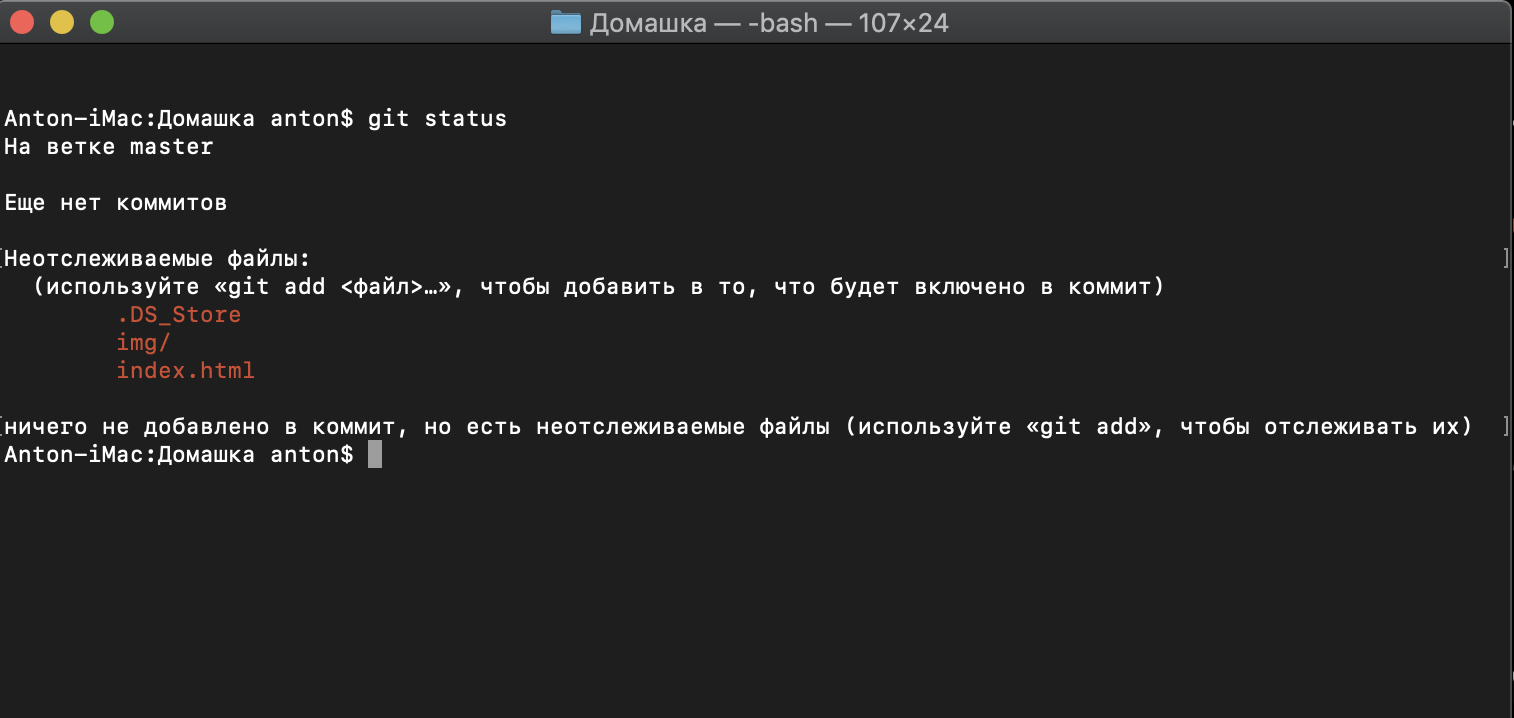 Домашка — -bash — 107×24
Anton-iMac:Домашка anton$ git status
На ветке master
Еще нет коммитов
[Неотслеживаемые файлы: ]
(используйте «git add <файл>…», чтобы добавить в то, что будет включено в коммит)
.DS_Store
img/
index.html
[ничего не добавлено в коммит, но есть неотслеживаемые файлы (используйте «git add», чтобы отслеживать их) ]
Anton-iMac:Домашка anton$